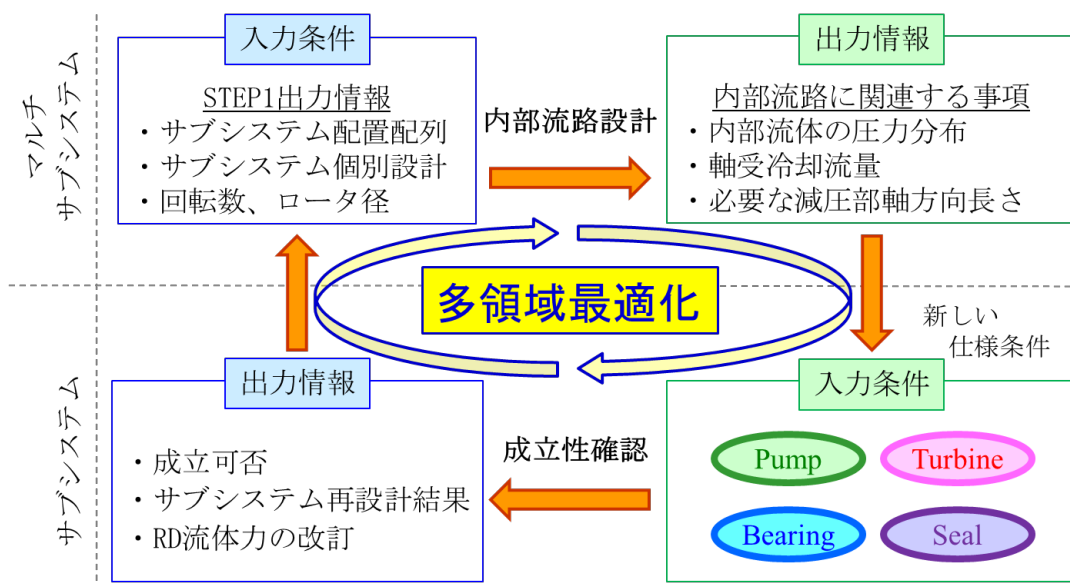 マルチ
サブシステム
入力条件
STEP1出力情報
・サブシステム配置配列
・サブシステム個別設計
・回転数、ロータ径
内部流路設計
出力情報
内部流路に関連する事項
・内部流体の圧力分布
・軸受冷却流量
・必要な減圧部軸方向長さ
多領域最適化
新しい
仕様条件
サブシステム
出力情報
・成立可否
・サブシステム再設計結果
・RD流体力の改訂
成立性確認
入力条件
Pump
Turbine
Bearing
Seal